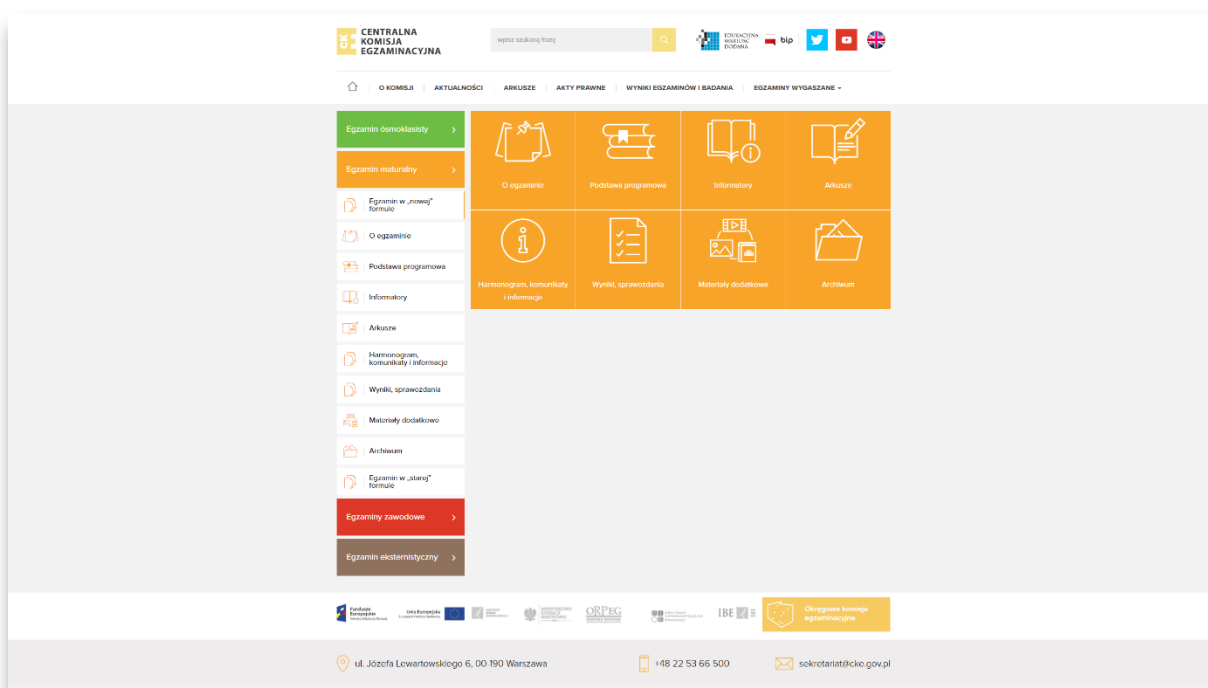 CENTRALNA
KOMISJA
EGZAMINACYJNA
wpisz szukaną frazę
EDUKACYJNA
WARTOŚĆ
DODANA
bip
O KOMISJI
AKTUALNOŚCI
ARKUSZE
AKTY PRAWNE
WYNIKI EGZAMINÓW I BADANIA
EGZAMINY WYGASZANE
Egzamin ósmoklasisty
Egzamin maturalny
Egzamin w „nowej”
formule
O egzaminie
Podstawa programowa
Informatory
Arkusze
Harmonogram,
komunikaty i informacje
Wyniki, sprawozdania
Materiały dodatkowe
Archiwum
Egzamin w „starej”
formule
Egzaminy zawodowe
Egzamin eksternistyczny
O egzaminie
Podstawa programowa
Informatory
Arkusze
Harmonogram, komunikaty
i informacje
Wyniki, sprawozdania
Materiały dodatkowe
Archiwum
Fundusze
Europejskie
Unia Europejska
ORPEG
IBE
Okręgowe komisje
egzaminacyjne
ul. Józefa Lewartowskiego 6, 00-190 Warszawa
+48 22 53 66 500
sekretariat@cke.gov.pl